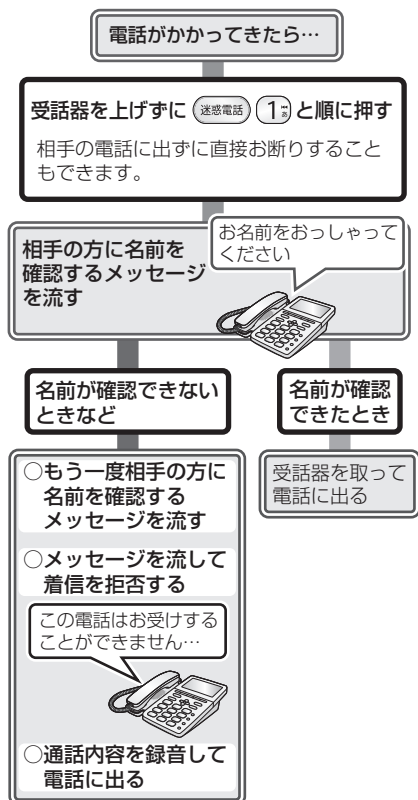 電話がかかってきたら…
受話器を上げずに 迷惑電話 1あ と順に押す
相手の電話に出ずに直接お断りすること
もできます。
相手の方に名前を
確認するメッセージ
を流す
お名前をおっしゃって
ください
名前が確認できない
ときなど
名前が確認
できたとき
○もう一度相手の方に
名前を確認する
メッセージを流す
○メッセージを流して
着信を拒否する
この電話はお受けする
ことができません…
○通話内容を録音して
電話に出る
受話器を取って
電話に出る